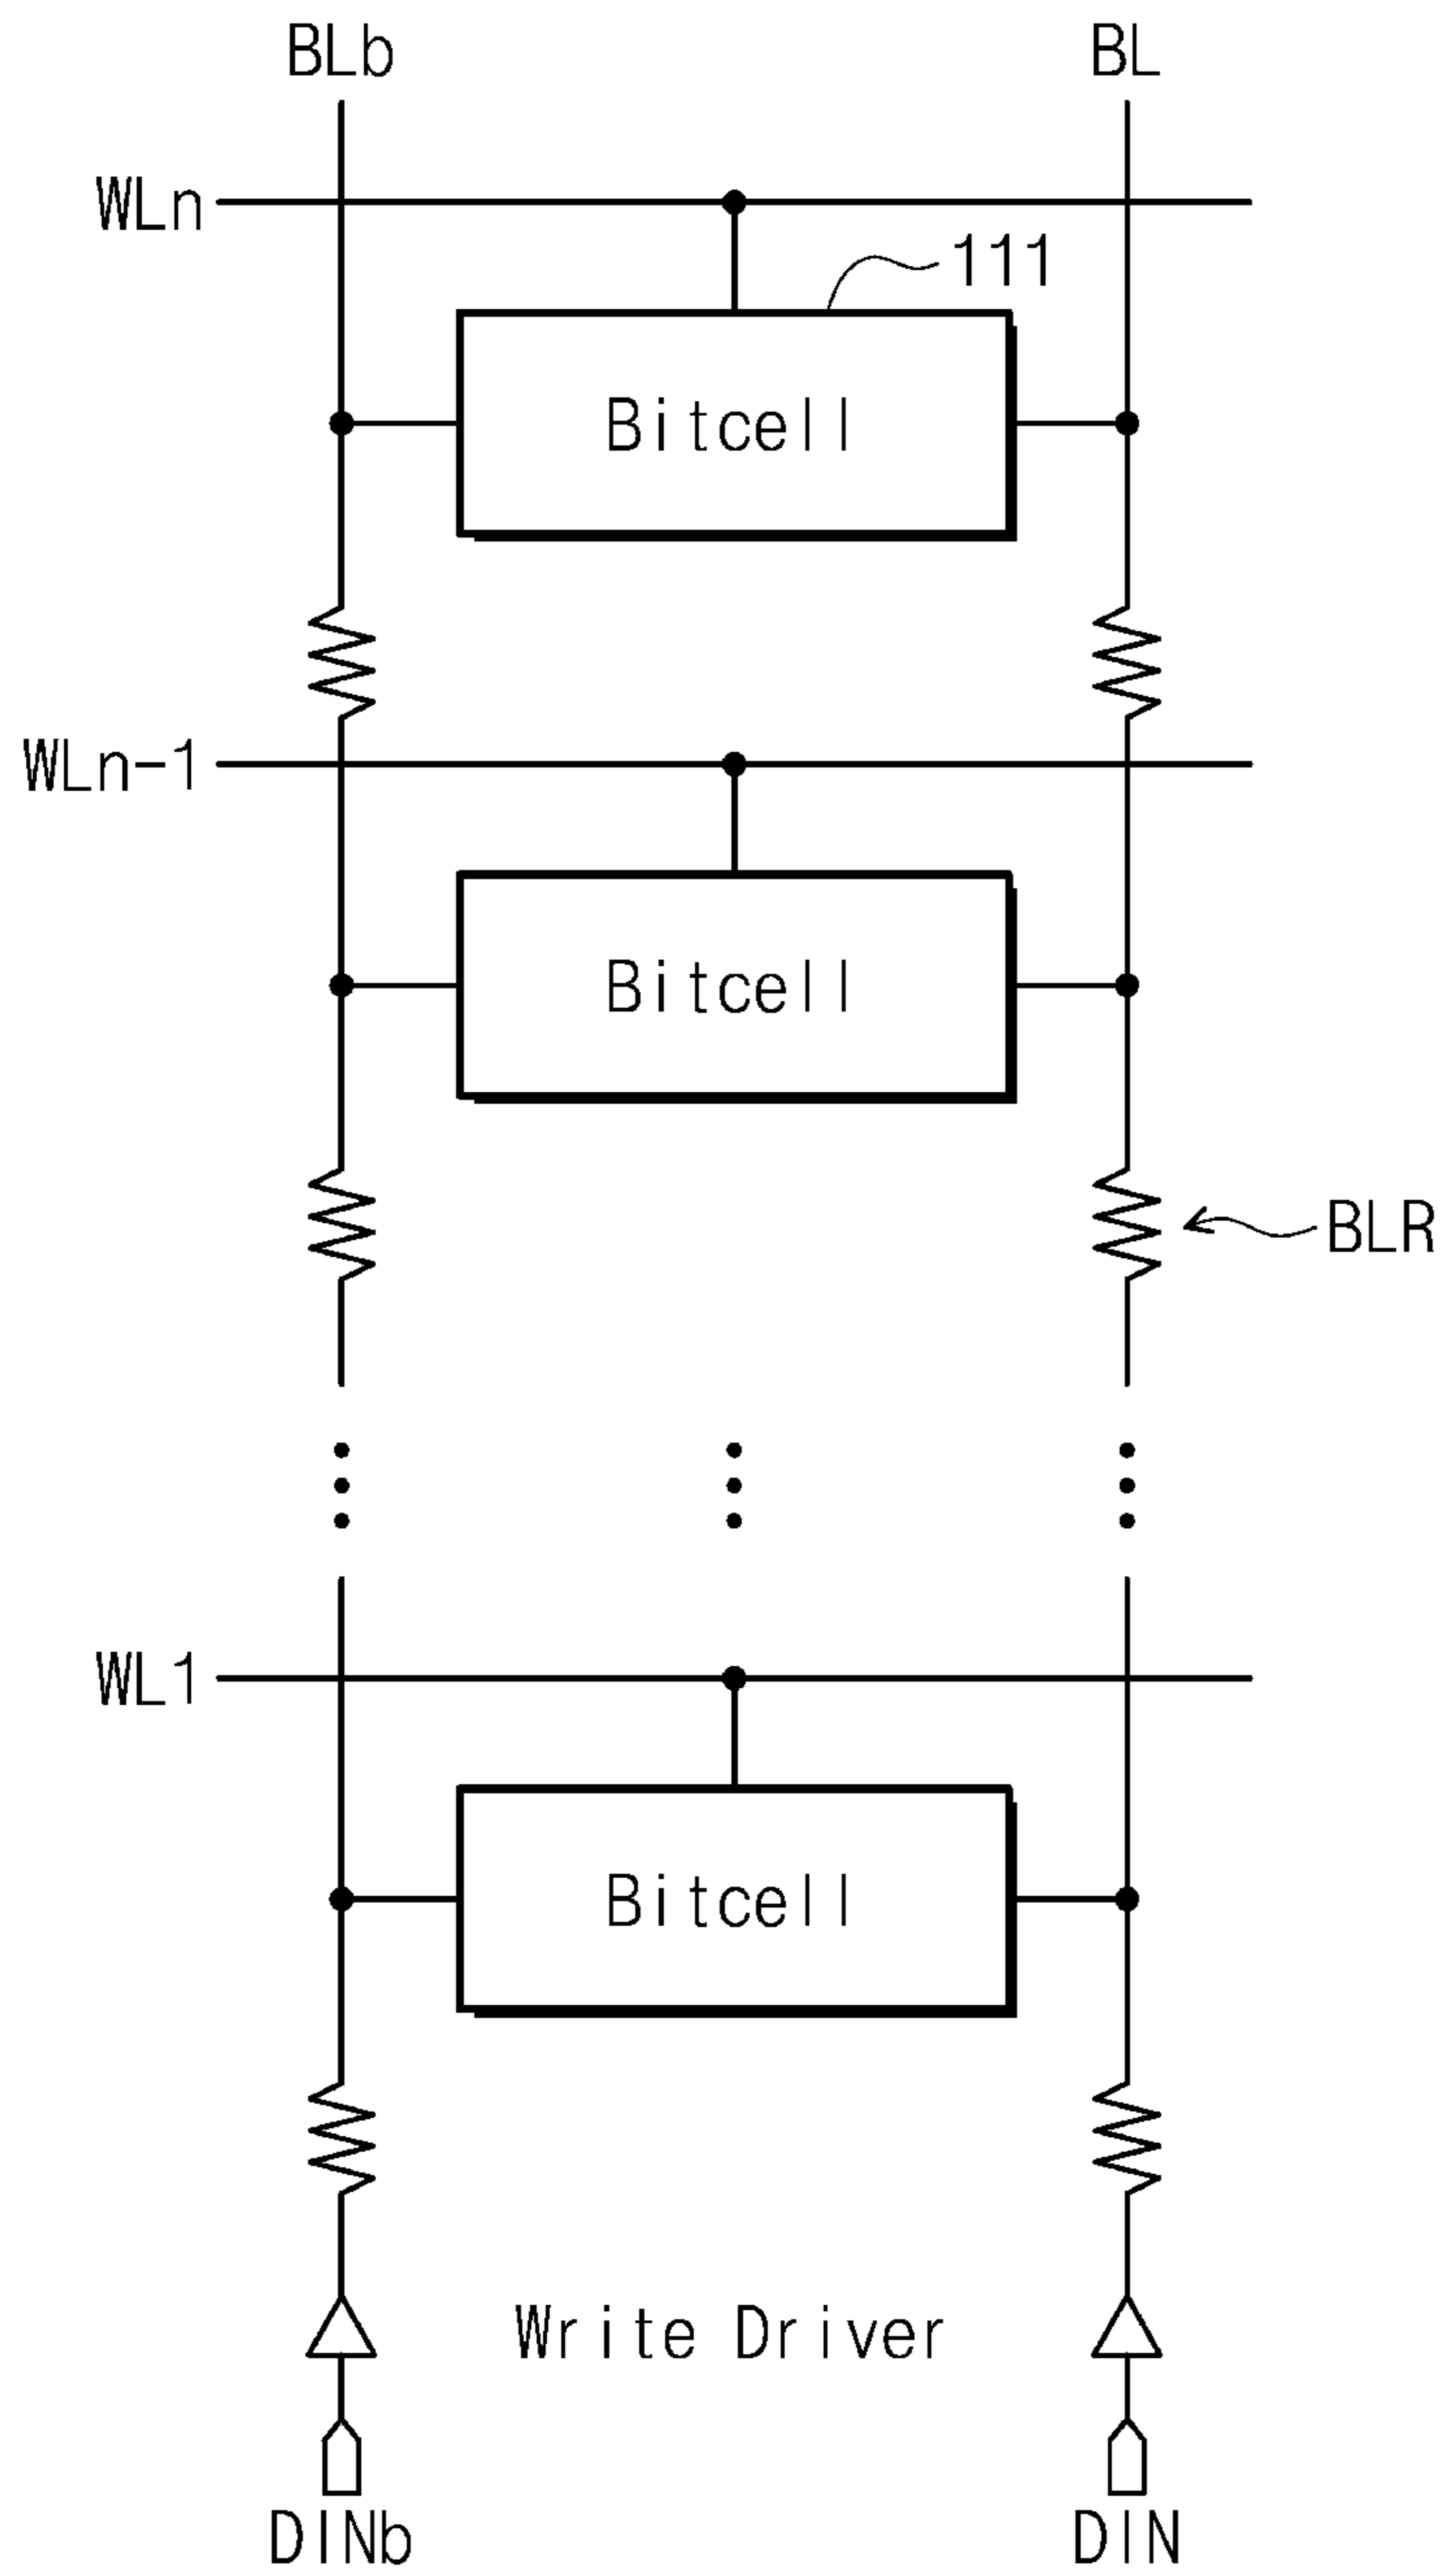 BLb BL
WLn
111
Bitcell
WLn-1
Bitcell
BLR
WL1
Bitcell
Write Driver
DINb DIN